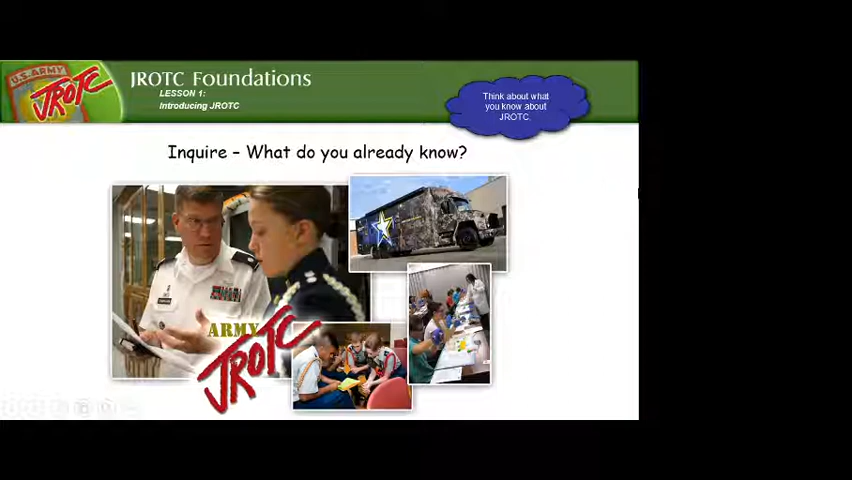 U.S. ARMY
JROTC
JROTC Foundations
LESSON 1:
Introducing JROTC
Think about what
you know about
JROTC.
Inquire – What do you already know?
ARMY
JROTC